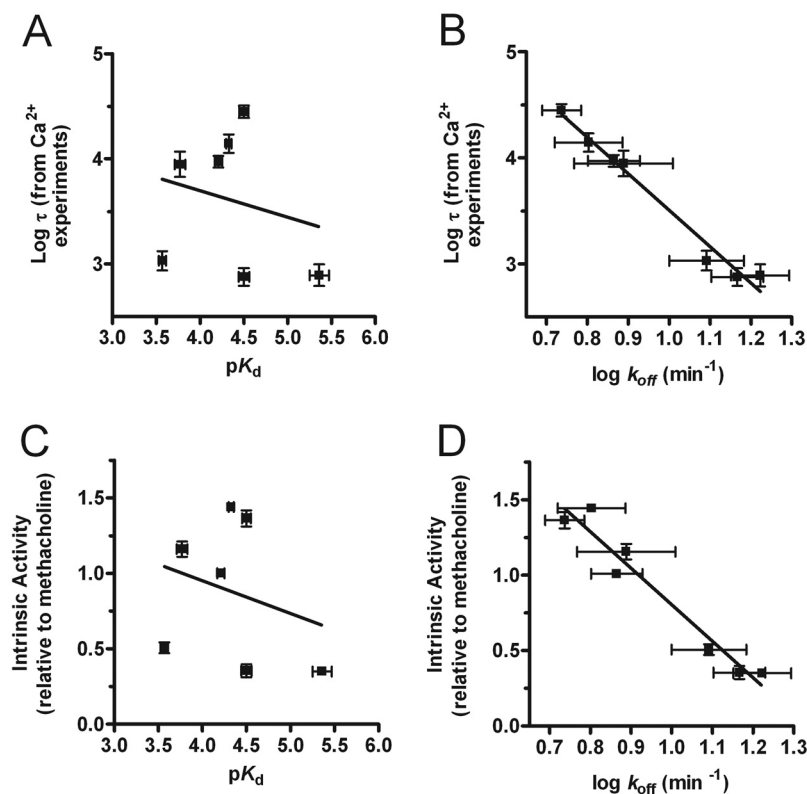 A
Log τ (from Ca²⁺
experiments)
5
4
3
3.0 3.5 4.0 4.5 5.0 5.5 6.0
pKd
B
Log τ (from Ca²⁺
experiments)
5
4
3
0.7 0.8 0.9 1.0 1.1 1.2 1.3
log koff (min⁻¹)
C
Intrinsic Activity
(relative to methacholine)
1.5
1.0
0.5
0.0
3.0 3.5 4.0 4.5 5.0 5.5 6.0
pKd
D
Intrinsic Activity
(relative to methacholine)
1.5
1.0
0.5
0.0
0.7 0.8 0.9 1.0 1.1 1.2 1.3
log koff (min ⁻¹)